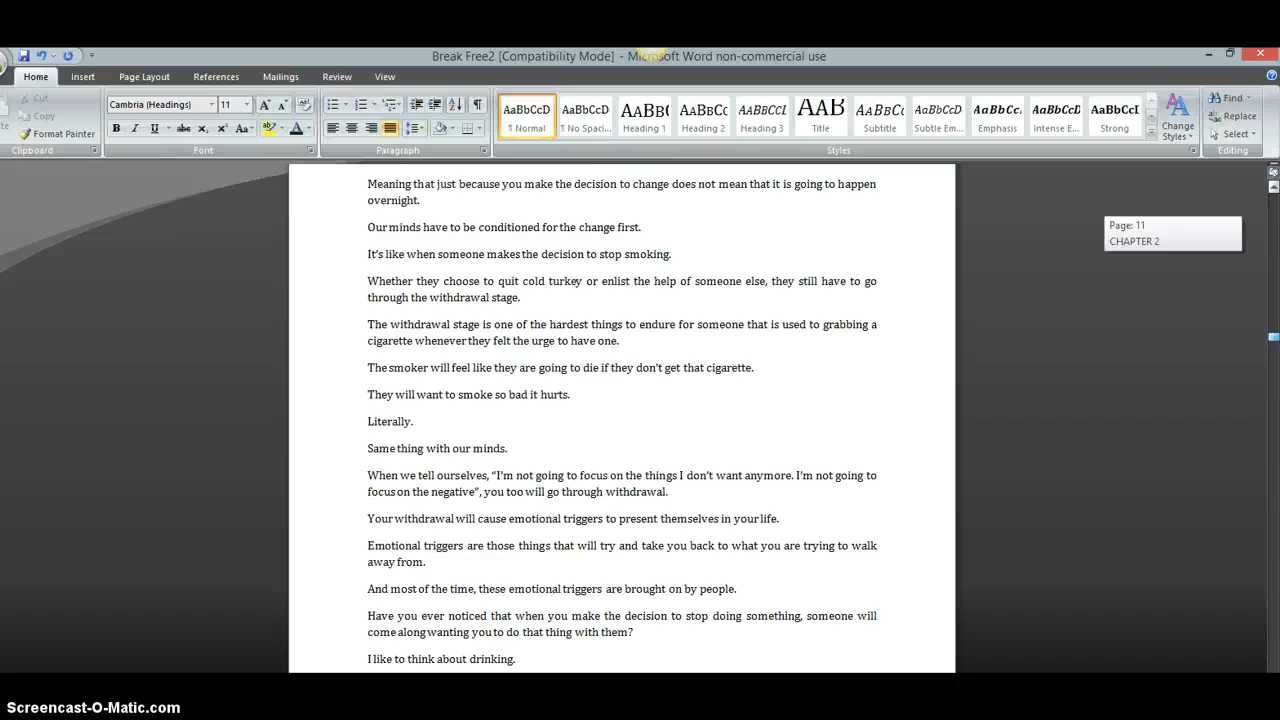 Break Free2 [Compatibility Mode] - Microsoft Word non-commercial use
Home Insert Page Layout References Mailings Review View
Cut
Copy
Format Painter
Clipboard
Cambria (Headings) 11
Font
Paragraph
AaBbCcD AaBbCcD AaBbC AaBbCc AaBbCcI AAB AaBbCc AaBbCcD AaBbCc AaBbCcD AaBbCcI
¶ Normal ¶ No Spaci... Heading 1 Heading 2 Heading 3 Title Subtitle Subtle Em... Emphasis Intense E... Strong
Change Styles
Styles
Find
Replace
Select
Editing
Page: 11
CHAPTER 2
Meaning that just because you make the decision to change does not mean that it is going to happen
overnight.
Our minds have to be conditioned for the change first.
It's like when someone makes the decision to stop smoking.
Whether they choose to quit cold turkey or enlist the help of someone else, they still have to go
through the withdrawal stage.
The withdrawal stage is one of the hardest things to endure for someone that is used to grabbing a
cigarette whenever they felt the urge to have one.
The smoker will feel like they are going to die if they don't get that cigarette.
They will want to smoke so bad it hurts.
Literally.
Same thing with our minds.
When we tell ourselves, “I'm not going to focus on the things I don't want anymore. I'm not going to
focus on the negative”, you too will go through withdrawal.
Your withdrawal will cause emotional triggers to present themselves in your life.
Emotional triggers are those things that will try and take you back to what you are trying to walk
away from.
And most of the time, these emotional triggers are brought on by people.
Have you ever noticed that when you make the decision to stop doing something, someone will
come along wanting you to do that thing with them?
I like to think about drinking.
Screencast-O-Matic.com